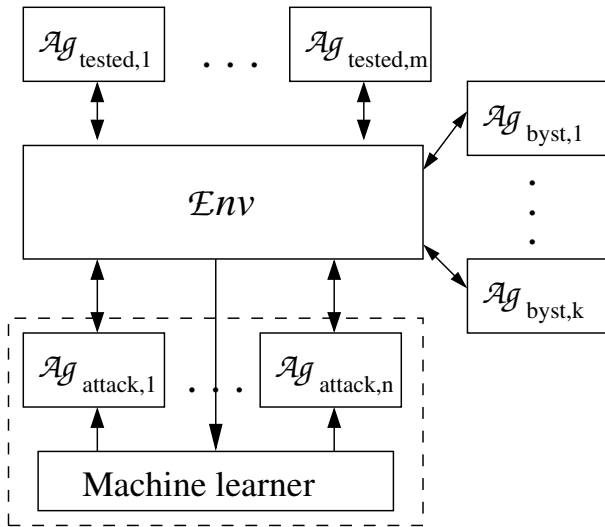 Ag tested,1 . . . Ag tested,m
Ag byst,1
Env
Ag byst,k
Ag attack,1 . . . Ag attack,n
Machine learner